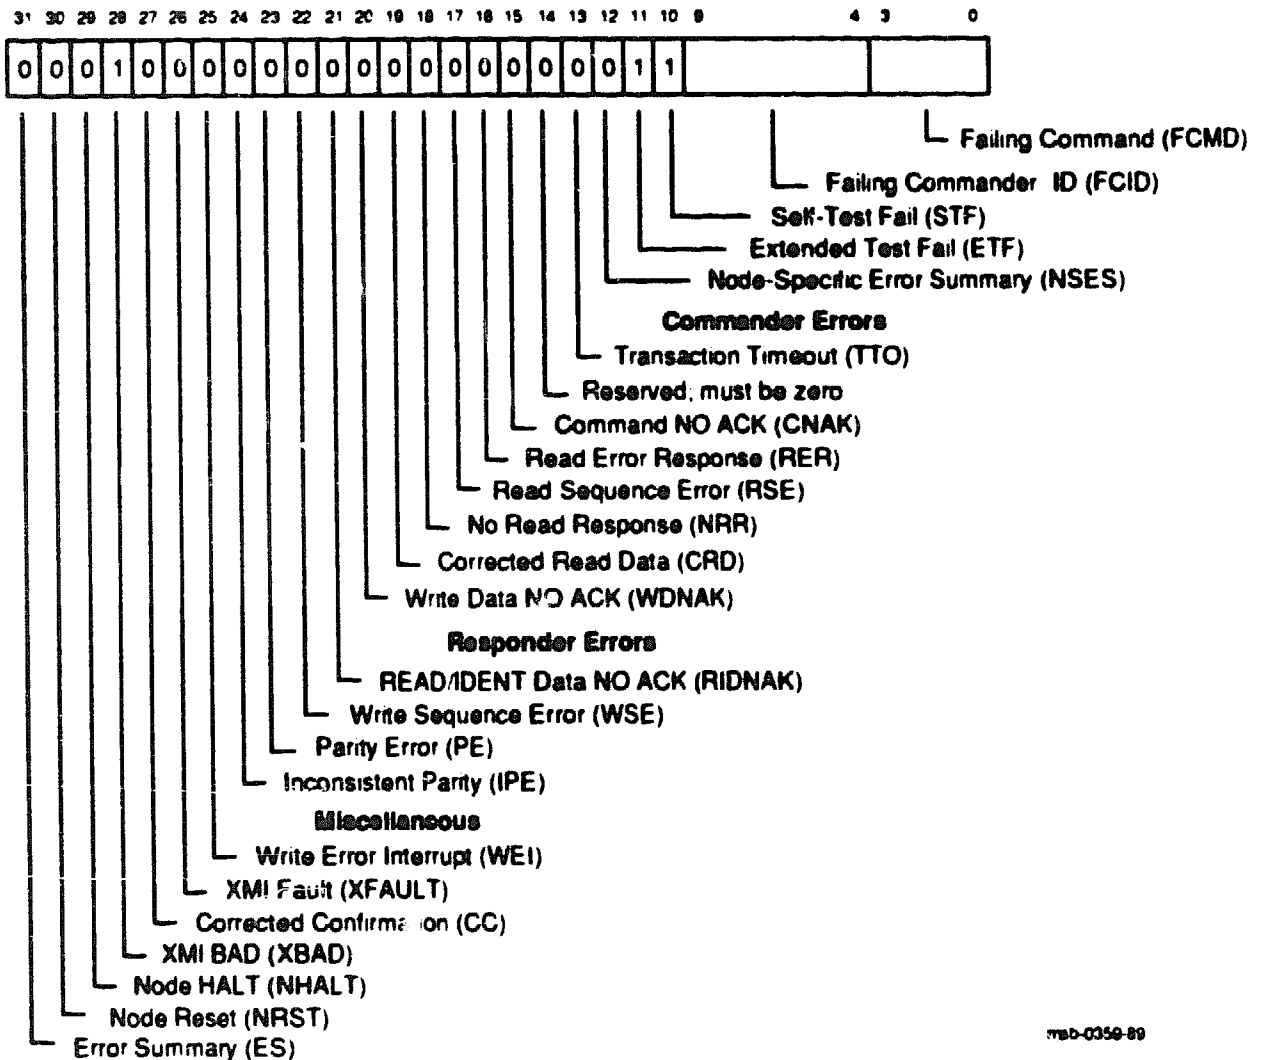 31 30 29 28 27 26 25 24 23 22 21 20 19 18 17 16 15 14 13 12 11 10 9 4 3 0
0 0 0 1 0 0 0 0 0 0 0 0 0 0 0 0 0 0 0 0 1 1
Failing Command (FCMD)
Failing Commander ID (FCID)
Self-Test Fail (STF)
Extended Test Fail (ETF)
Node-Specific Error Summary (NSES)
Commander Errors
Transaction Timeout (TTO)
Reserved; must be zero
Command NO ACK (CNAK)
Read Error Response (RER)
Read Sequence Error (RSE)
No Read Response (NRR)
Corrected Read Data (CRD)
Write Data NO ACK (WDNAK)
Responder Errors
READ/IDENT Data NO ACK (RIDNAK)
Write Sequence Error (WSE)
Parity Error (PE)
Inconsistent Parity (IPE)
Miscellaneous
Write Error Interrupt (WEI)
XMI Fault (XFAULT)
Corrected Confirmation (CC)
XMI BAD (XBAD)
Node HALT (NHALT)
Node Reset (NRST)
Error Summary (ES)
msb-0359-89